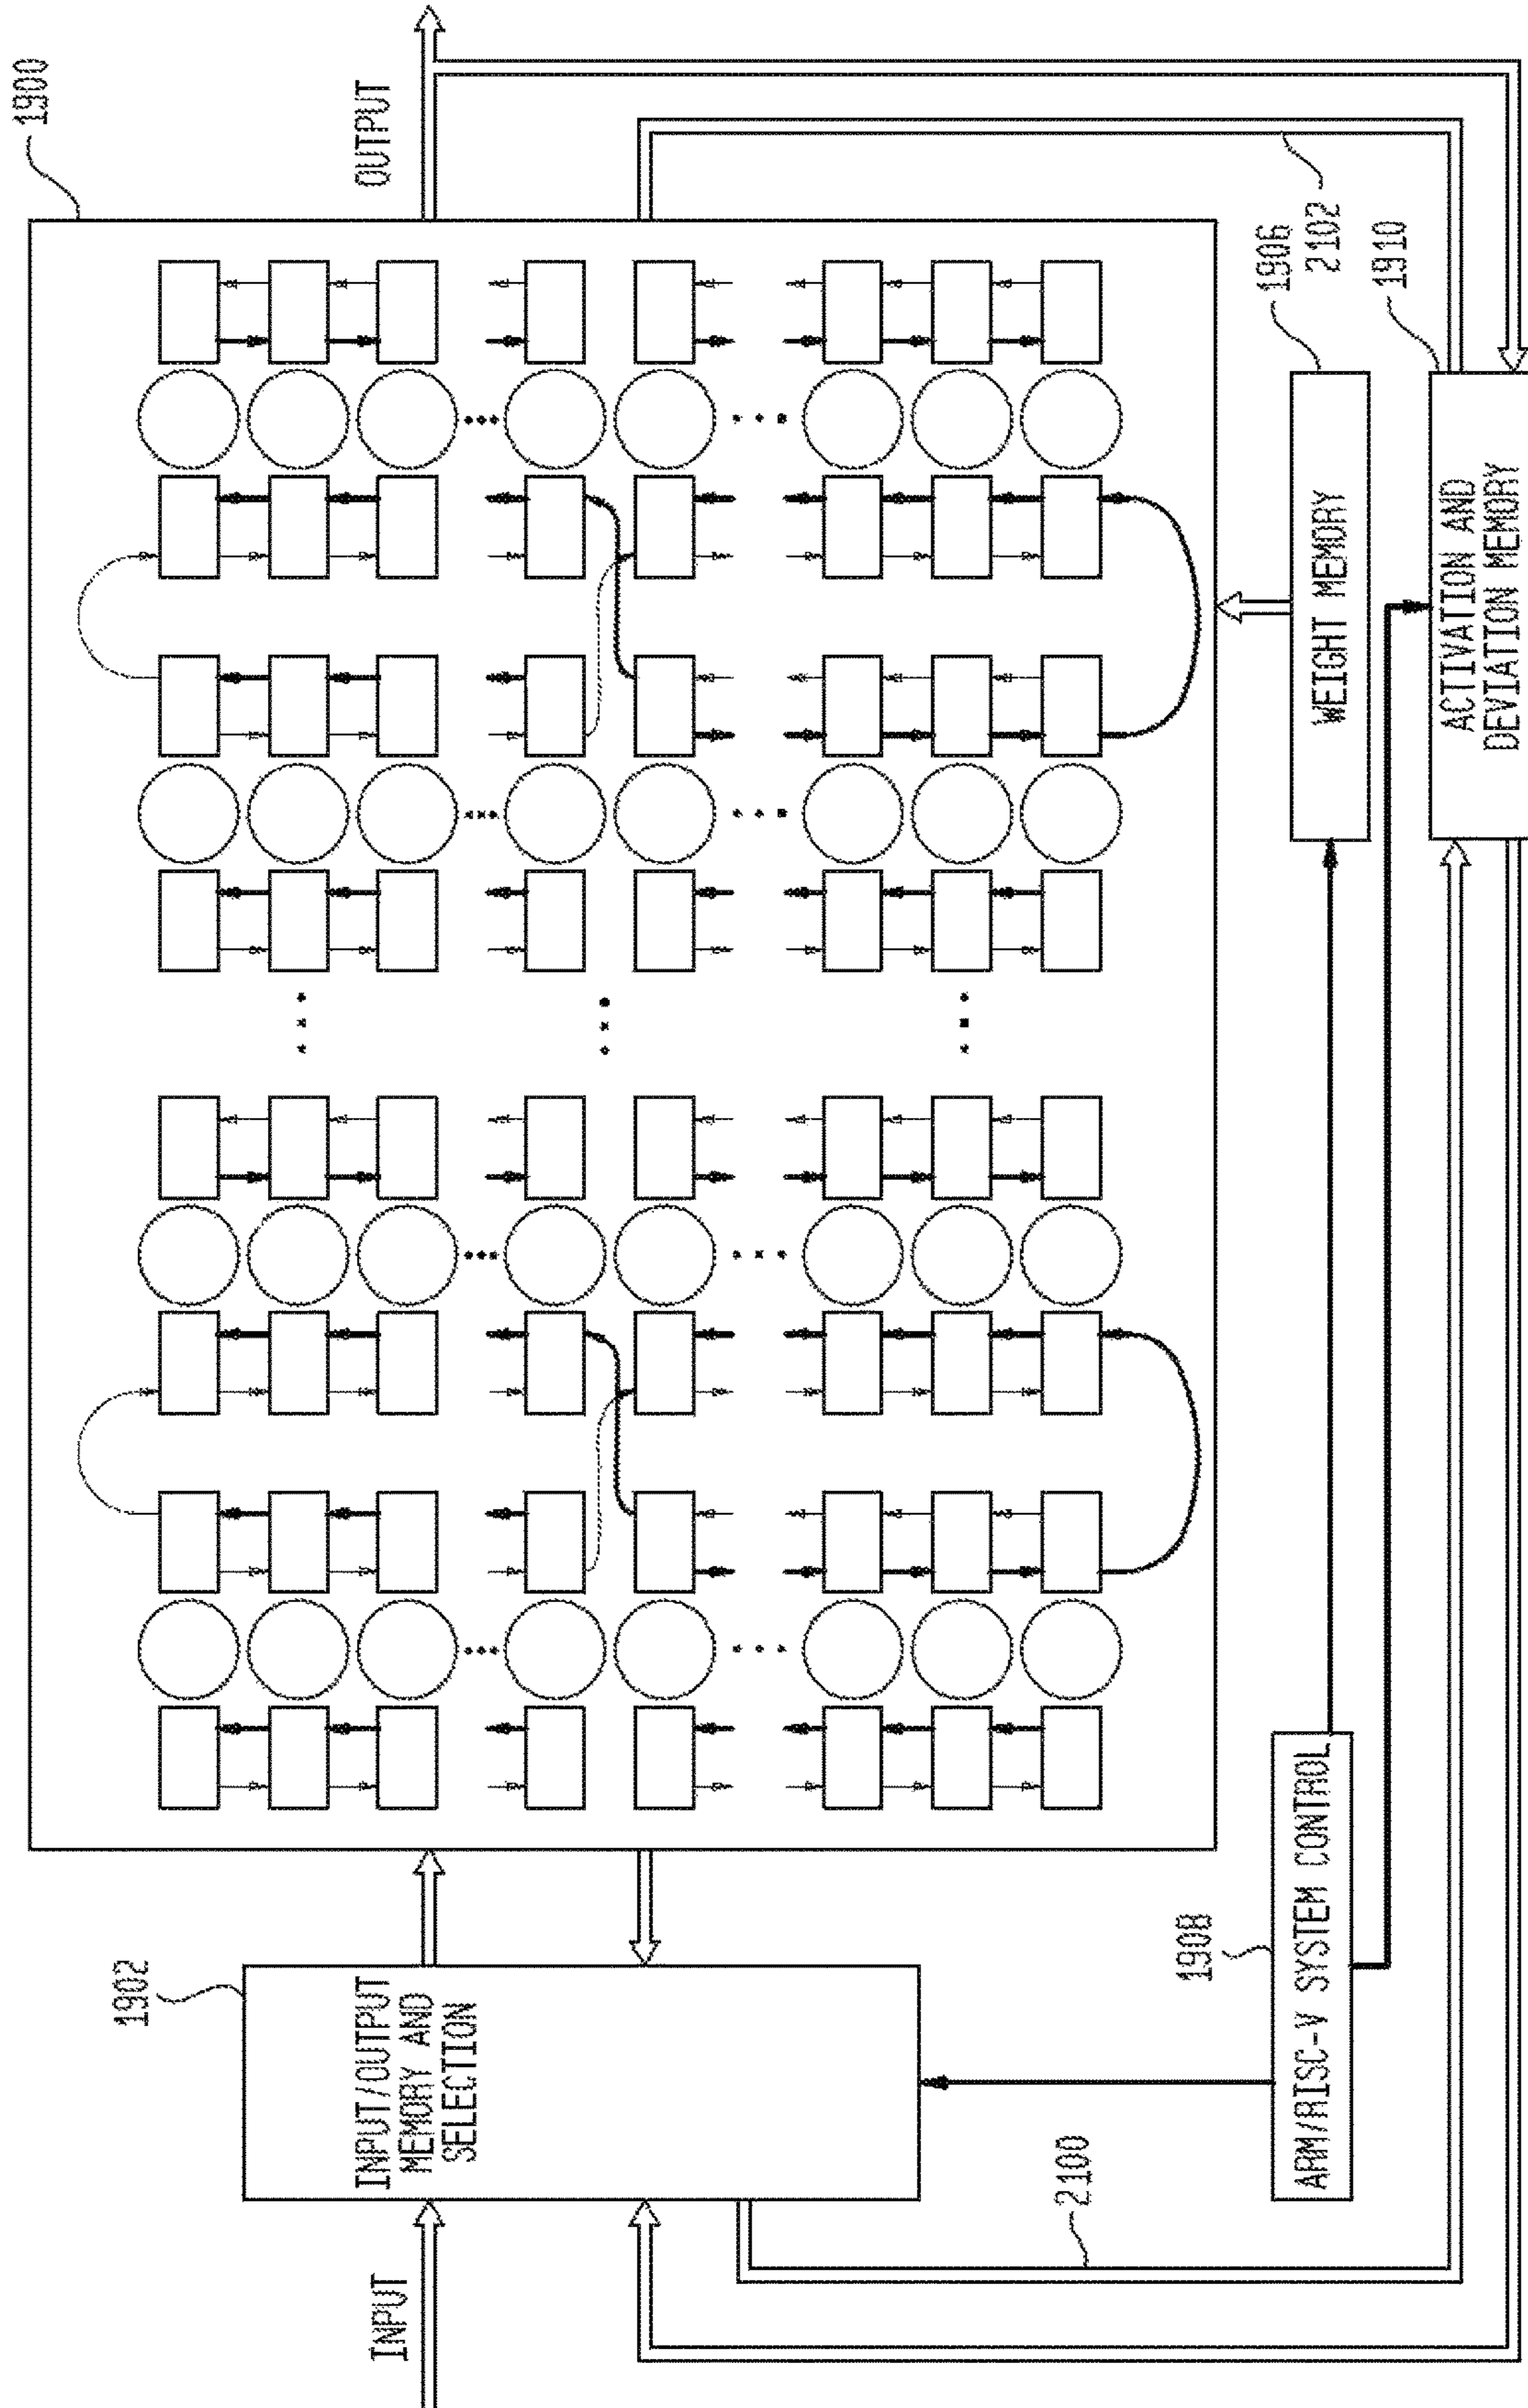 1900
OUTPUT
INPUT
1902
INPUT/OUTPUT
MEMORY AND
SELECTION
1906
2102
1910
WEIGHT MEMORY
ACTIVATION AND
DEVIATION MEMORY
1908
ARM/RISC-V SYSTEM CONTROL
2100